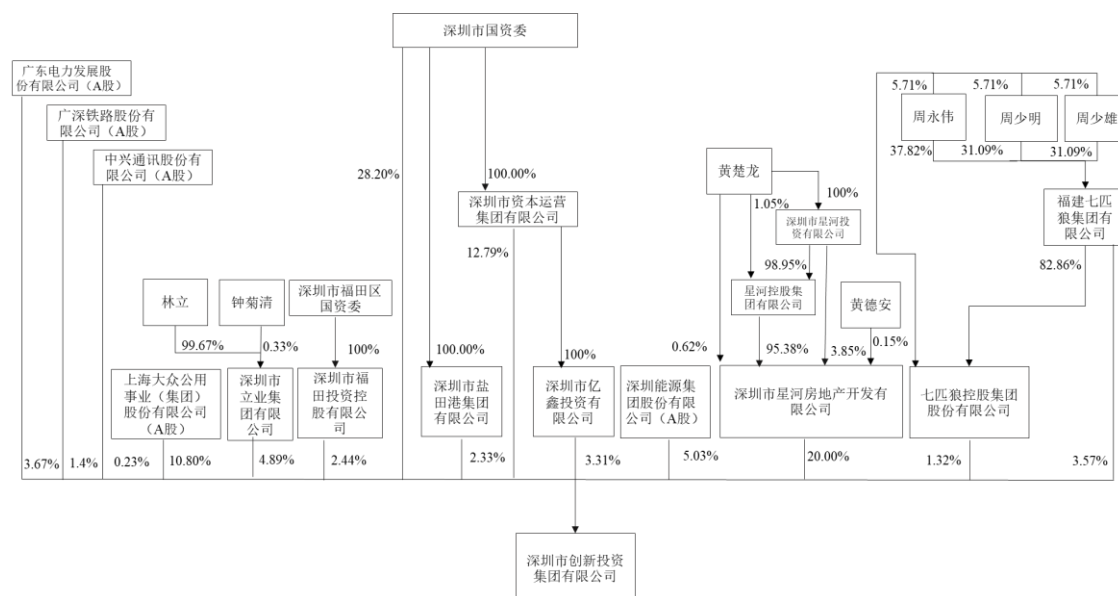 深圳市国资委
广东电力发展股
份有限公司（A股）
广深铁路股份有
限公司（A股）
中兴通讯股份有
限公司（A股）
28.20%
100.00%
深圳市资本运营
集团有限公司
12.79%
5.71%
5.71%
5.71%
周永伟
周少明
周少雄
37.82%
31.09%
31.09%
福建七匹
狼集团有
限公司
82.86%
黄楚龙
1.05%
100%
深圳市星河投
资有限公司
98.95%
星河控股集
团有限公司
黄德安
林立
钟菊清
深圳市福田区
国资委
99.67%
0.33%
100%
100.00%
100%
0.62%
95.38%
3.85%
0.15%
上海大众公用
事业（集团）
股份有限公司
（A股）
深圳市
立业集
团有限
公司
深圳市福
田投资控
股有限公
司
深圳市盐
田港集团
有限公司
深圳市亿
鑫投资有
限公司
深圳能源集
团股份有限
公司（A股）
深圳市星河房地产开发有
限公司
七匹狼控股集团
股份有限公司
3.67%
1.4%
0.23%
10.80%
4.89%
2.44%
2.33%
3.31%
5.03%
20.00%
1.32%
3.57%
深圳市创新投资
集团有限公司